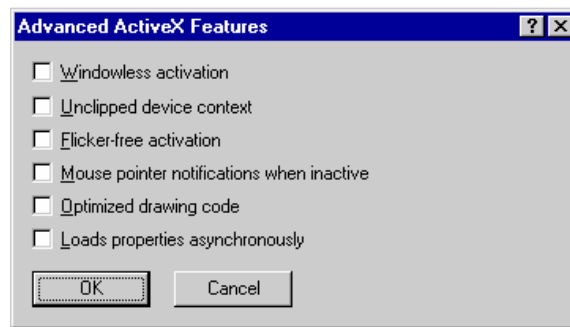 Advanced ActiveX Features
Windowless activation
Unclipped device context
Flicker-free activation
Mouse pointer notifications when inactive
Optimized drawing code
Loads properties asynchronously
OK Cancel